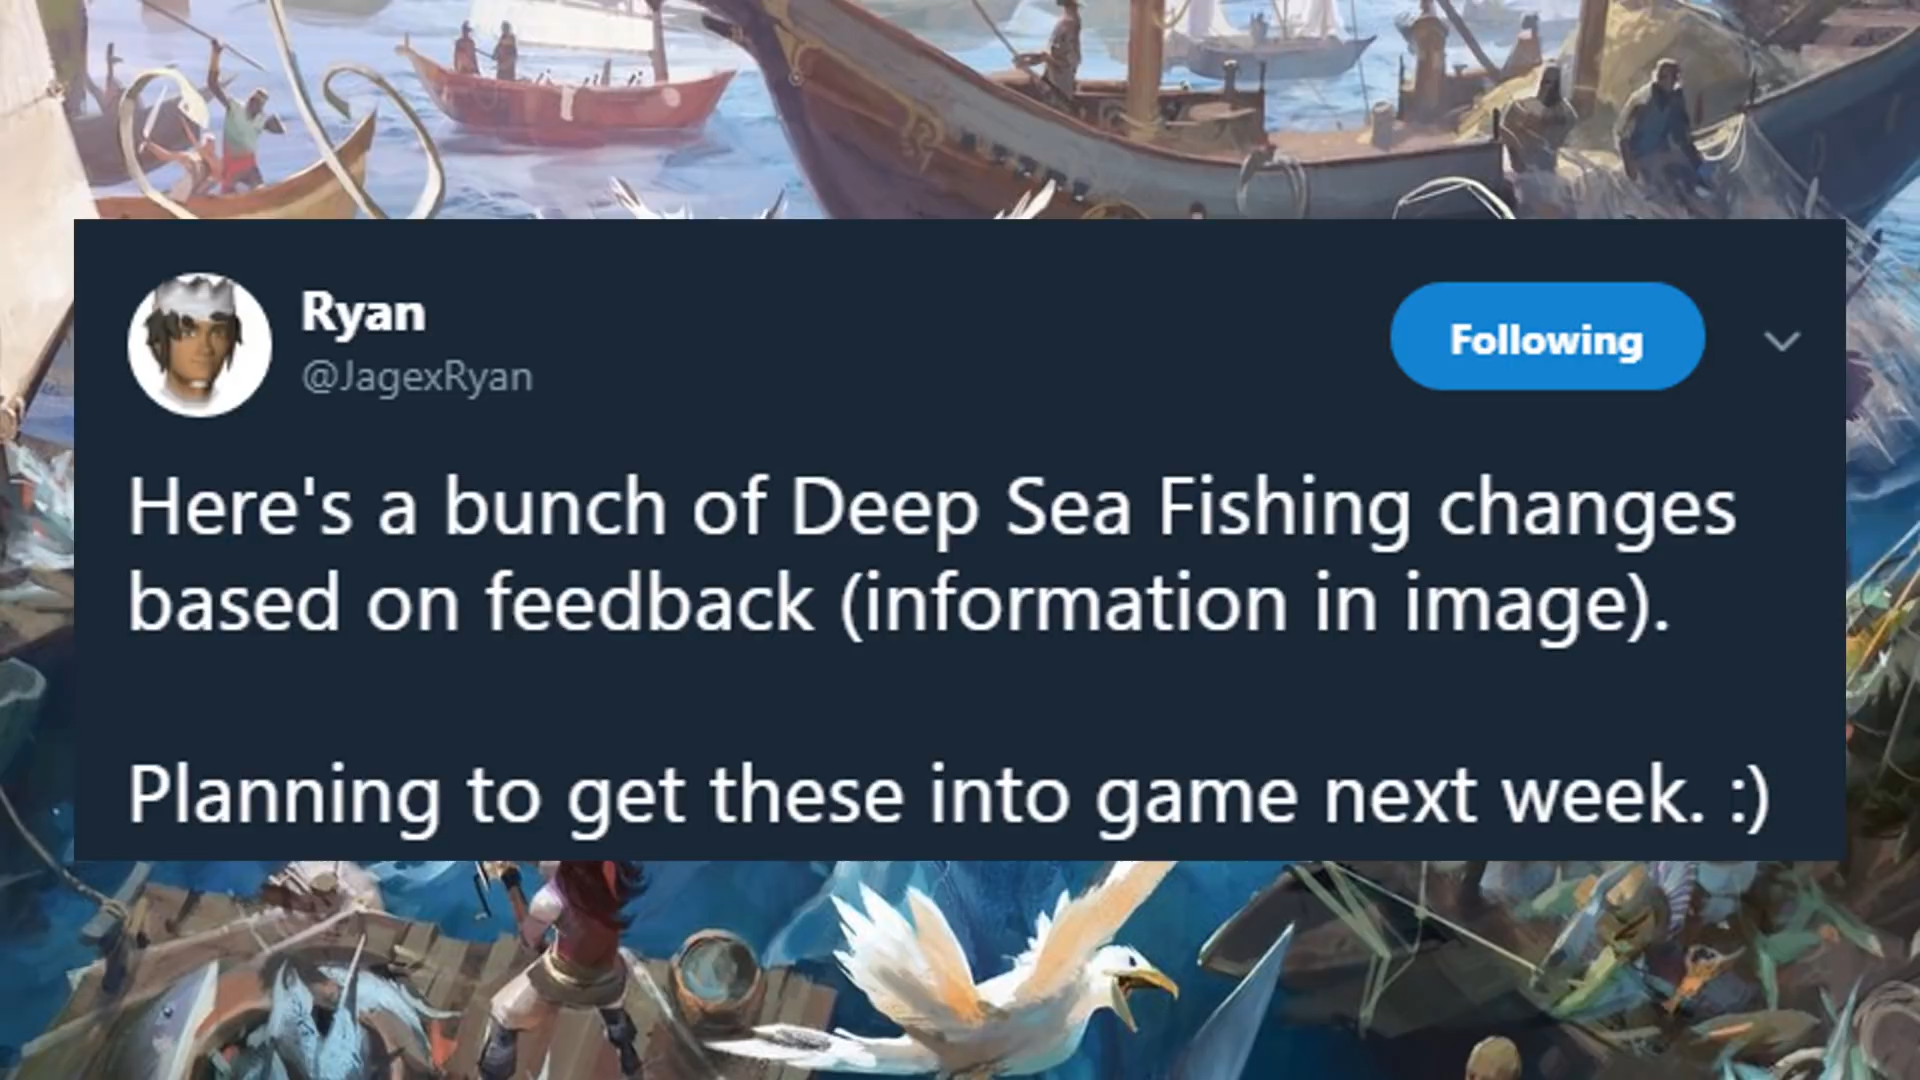 Ryan
@JagexRyan
Following
Here's a bunch of Deep Sea Fishing changes
based on feedback (information in image).
Planning to get these into game next week. :)